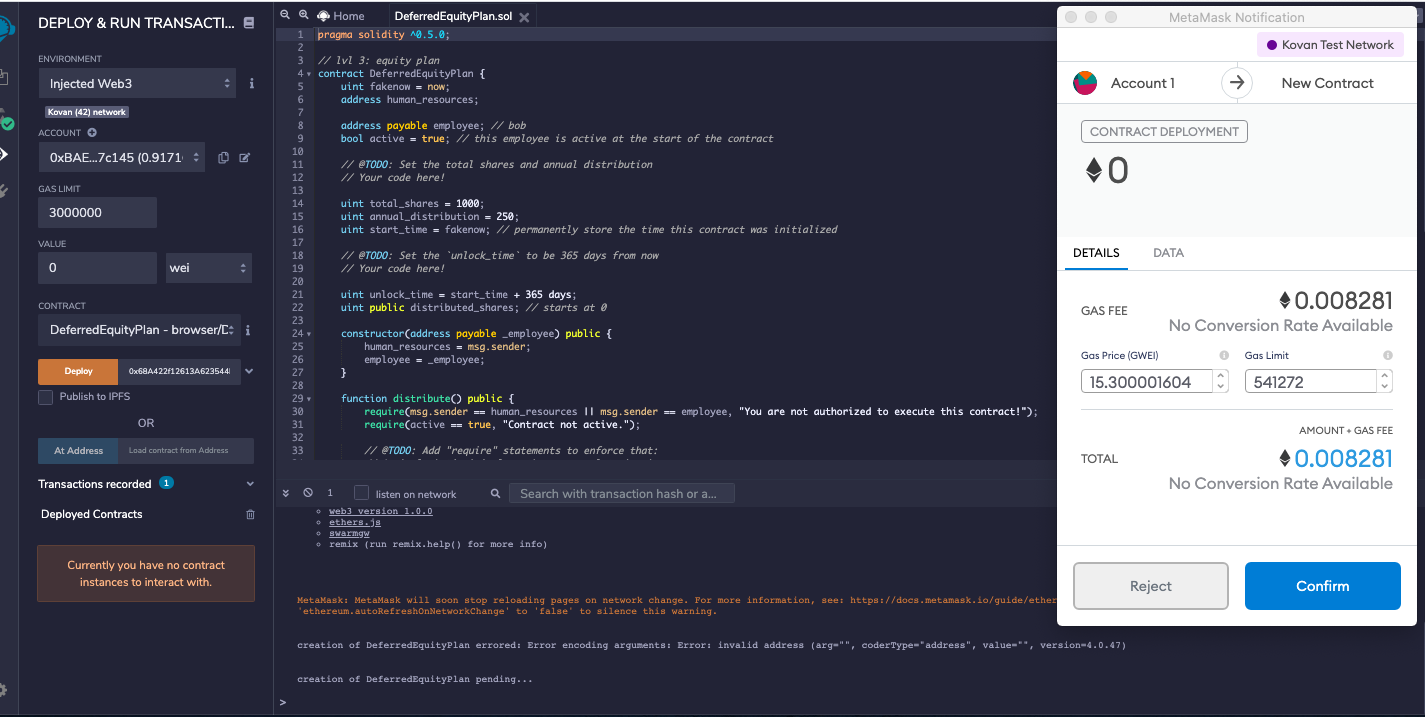 DEPLOY & RUN TRANSACTI...
ENVIRONMENT
Injected Web3
Kovan (42) network
ACCOUNT
0xBAE...7c145 (0.9171
GAS LIMIT
3000000
VALUE
0
wei
CONTRACT
DeferredEquityPlan - browser/D
Deploy
0x68A422f12613A623544
Publish to IPFS
OR
At Address
Load contract from Address
Transactions recorded 1
Deployed Contracts
Currently you have no contract
instances to interact with.
Home
DeferredEquityPlan.sol
1 pragma solidity ^0.5.0;
2
3 // lvl 3: equity plan
4 contract DeferredEquityPlan {
5 uint fakenow = now;
6 address human_resources;
7
8 address payable employee; // bob
9 bool active = true; // this employee is active at the start of the contract
10
11 // @TODO: Set the total shares and annual distribution
12 // Your code here!
13
14 uint total_shares = 1000;
15 uint annual_distribution = 250;
16 uint start_time = fakenow; // permanently store the time this contract was initialized
17
18 // @TODO: Set the `unlock_time` to be 365 days from now
19 // Your code here!
20
21 uint unlock_time = start_time + 365 days;
22 uint public distributed_shares; // starts at 0
23
24 constructor(address payable _employee) public {
25 human_resources = msg.sender;
26 employee = _employee;
27 }
28
29 function distribute() public {
30 require(msg.sender == human_resources || msg.sender == employee, "You are not authorized to execute this contract!");
31 require(active == true, "Contract not active.");
32
33 // @TODO: Add "require" statements to enforce that:
1
listen on network
Search with transaction hash or a...
web3 version 1.0.0
ethers.js
swarmgw
remix (run remix.help() for more info)
MetaMask: MetaMask will soon stop reloading pages on network change. For more information, see: https://docs.metamask.io/guide/ether
'ethereum.autoRefreshOnNetworkChange' to 'false' to silence this warning.
creation of DeferredEquityPlan errored: Error encoding arguments: Error: invalid address (arg="", coderType="address", value="", version=4.0.47)
creation of DeferredEquityPlan pending...
>
MetaMask Notification
Kovan Test Network
Account 1
New Contract
CONTRACT DEPLOYMENT
0
DETAILS
DATA
GAS FEE
0.008281
No Conversion Rate Available
Gas Price (GWEI)
Gas Limit
15.300001604
541272
AMOUNT + GAS FEE
TOTAL
0.008281
No Conversion Rate Available
Reject
Confirm